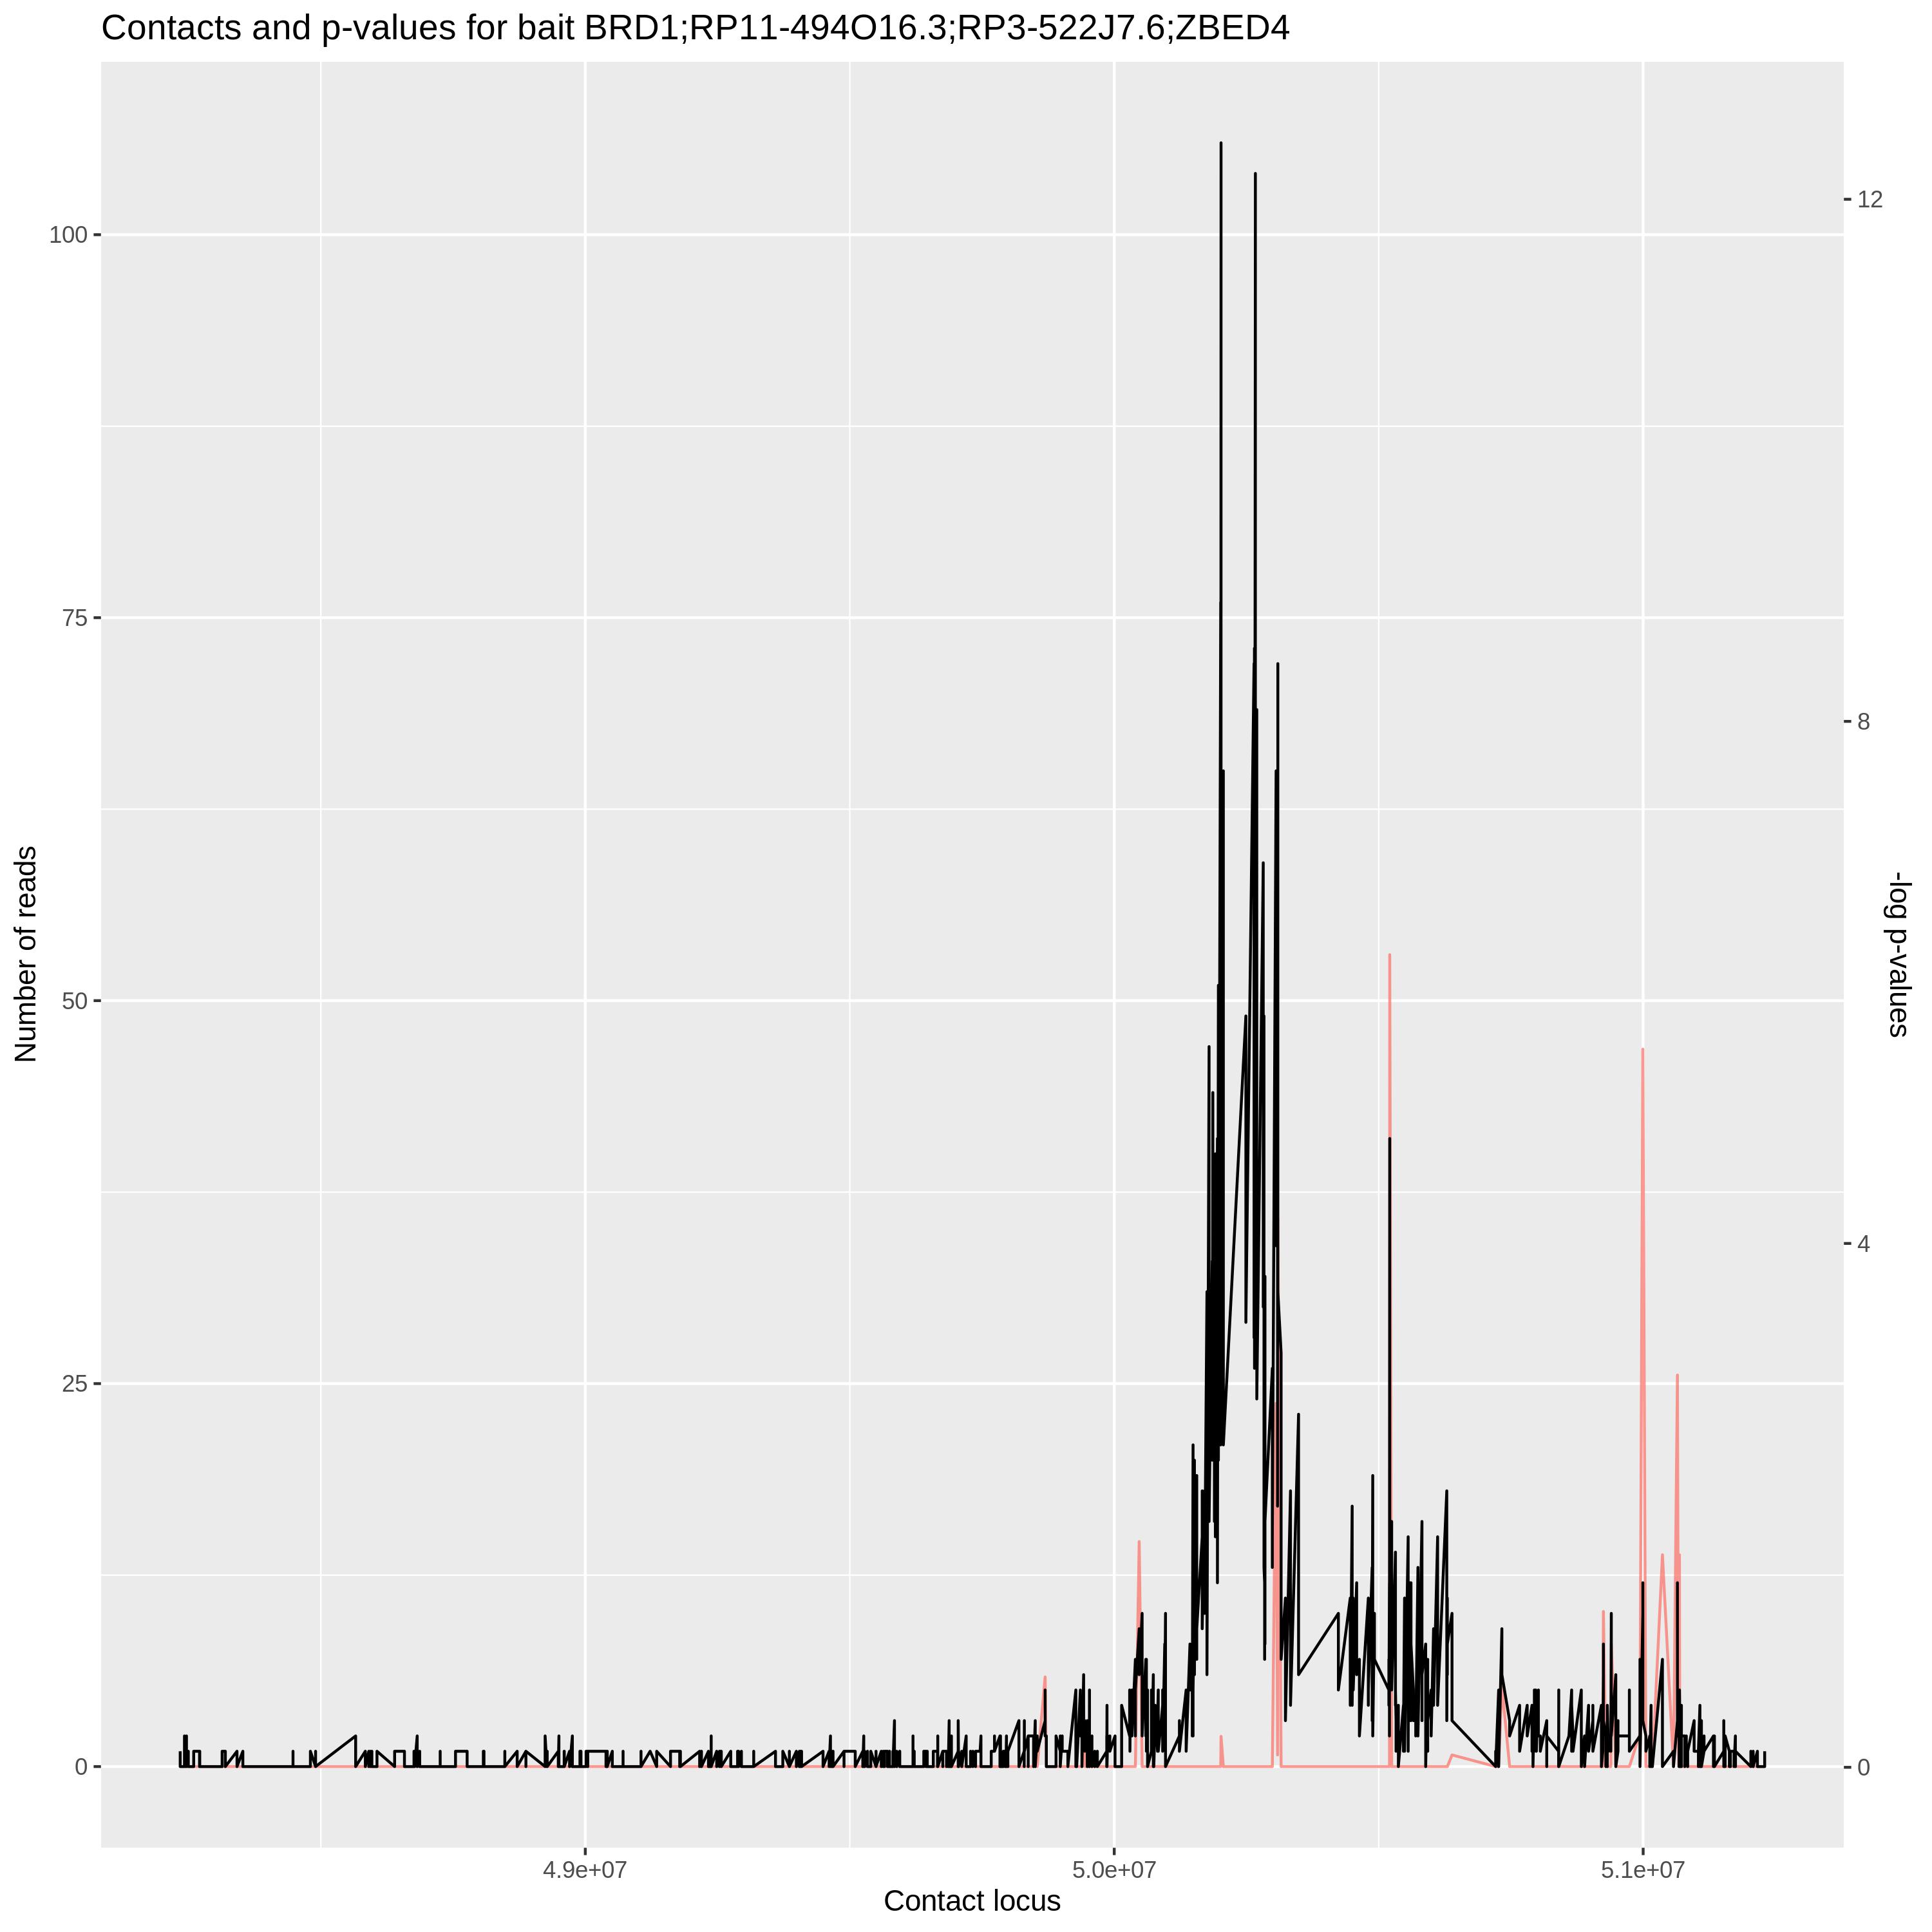 Contacts and p-values for bait BRD1;RP11-494O16.3;RP3-522J7.6;ZBED4
Number of reads
100
75
50
25
0
12
8
4
0
-log p-values
4.9e+07 5.0e+07 5.1e+07
Contact locus